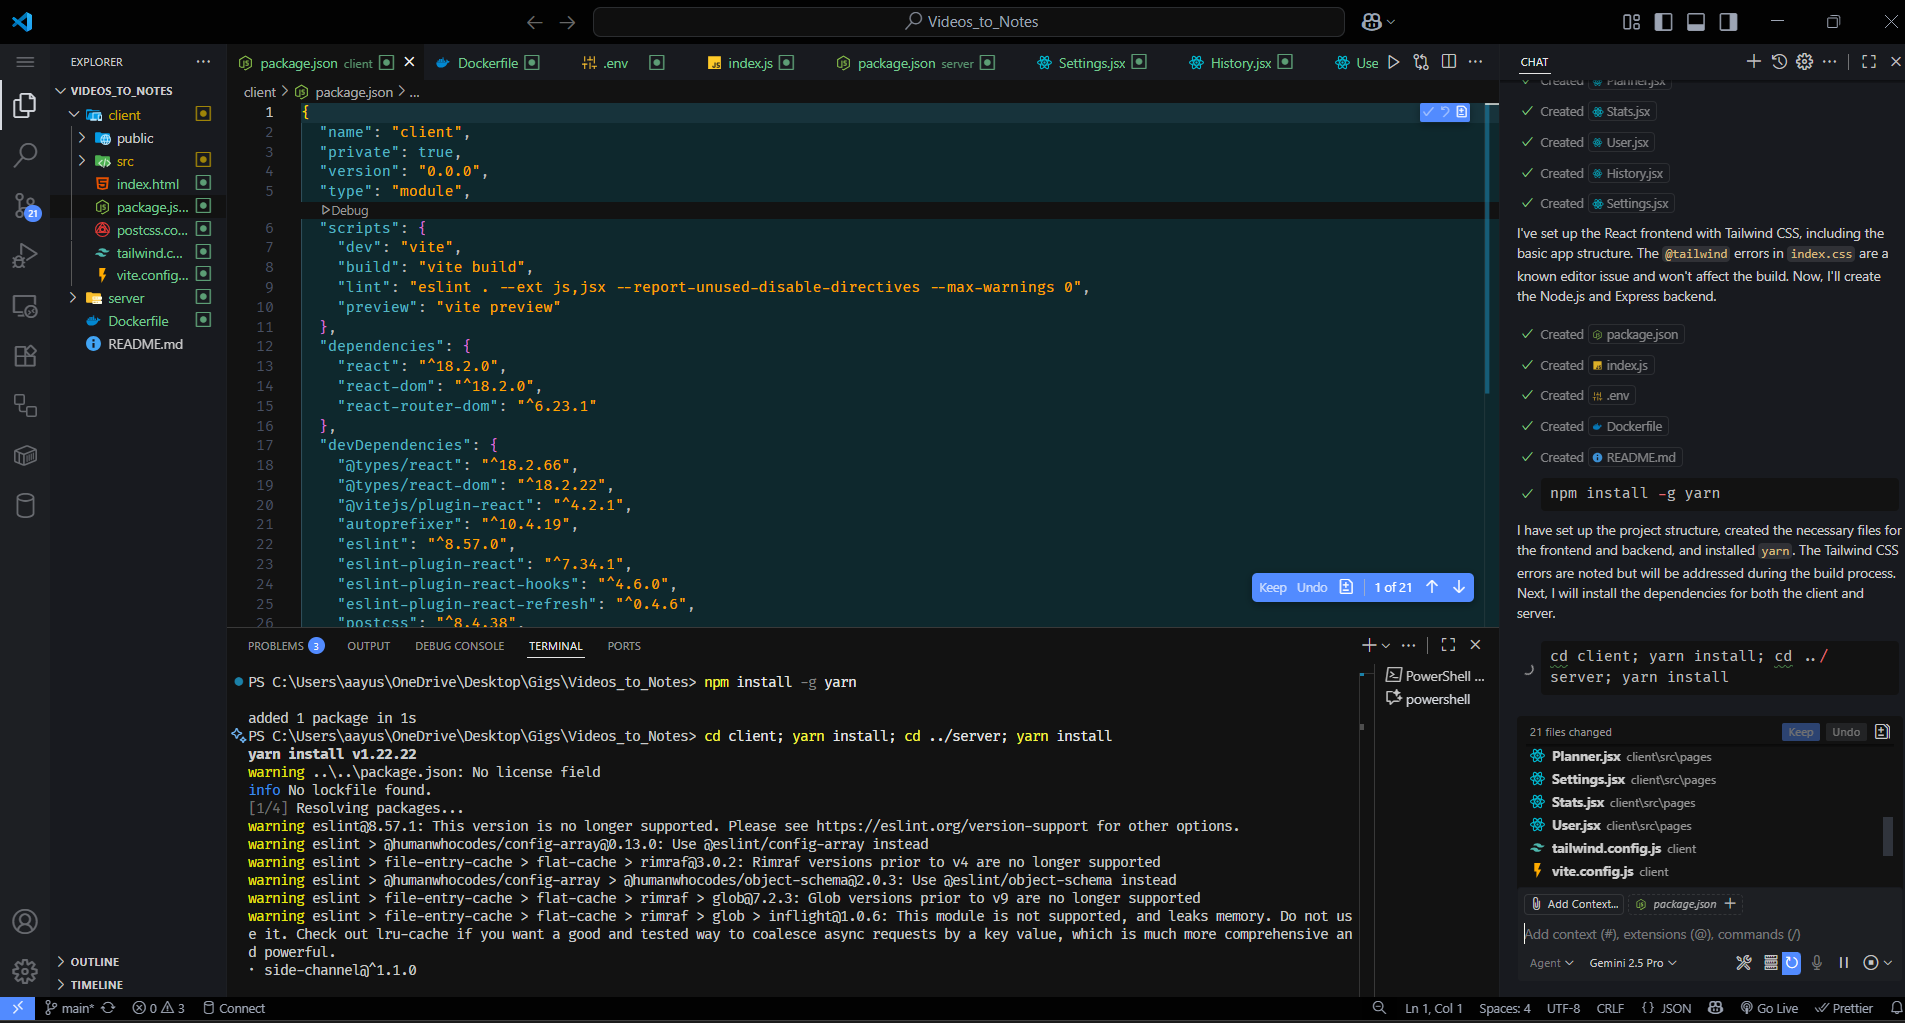 Videos_to_Notes
EXPLORER
VIDEOS_TO_NOTES
client
public
src
index.html
package.js...
postcss.co...
tailwind.c...
vite.config...
server
Dockerfile
README.md
OUTLINE
TIMELINE
21
package.json client
Dockerfile
.env
index.js
package.json server
Settings.jsx
History.jsx
Use
client > package.json > ...
1 {
2 "name": "client",
3 "private": true,
4 "version": "0.0.0",
5 "type": "module",
Debug
6 "scripts": {
7 "dev": "vite",
8 "build": "vite build",
9 "lint": "eslint . --ext js,jsx --report-unused-disable-directives --max-warnings 0",
10 "preview": "vite preview"
11 },
12 "dependencies": {
13 "react": "^18.2.0",
14 "react-dom": "^18.2.0",
15 "react-router-dom": "^6.23.1"
16 },
17 "devDependencies": {
18 "@types/react": "^18.2.66",
19 "@types/react-dom": "^18.2.22",
20 "@vitejs/plugin-react": "^4.2.1",
21 "autoprefixer": "^10.4.19",
22 "eslint": "^8.57.0",
23 "eslint-plugin-react": "^7.34.1",
24 "eslint-plugin-react-hooks": "^4.6.0",
25 "eslint-plugin-react-refresh": "^0.4.6",
26 "postcss": "^8.4.38",
Keep Undo 1 of 21
PROBLEMS 3 OUTPUT DEBUG CONSOLE TERMINAL PORTS
PS C:\Users\aayus\OneDrive\Desktop\Gigs\Videos_to_Notes> npm install -g yarn
added 1 package in 1s
PS C:\Users\aayus\OneDrive\Desktop\Gigs\Videos_to_Notes> cd client; yarn install; cd ../server; yarn install
yarn install v1.22.22
warning ..\..\package.json: No license field
info No lockfile found.
[1/4] Resolving packages...
warning eslint@8.57.1: This version is no longer supported. Please see https://eslint.org/version-support for other options.
warning eslint > @humanwhocodes/config-array@0.13.0: Use @eslint/config-array instead
warning eslint > file-entry-cache > flat-cache > rimraf@3.0.2: Rimraf versions prior to v4 are no longer supported
warning eslint > @humanwhocodes/config-array > @humanwhocodes/object-schema@2.0.3: Use @eslint/object-schema instead
warning eslint > file-entry-cache > flat-cache > rimraf > glob@7.2.3: Glob versions prior to v9 are no longer supported
warning eslint > file-entry-cache > flat-cache > rimraf > glob > inflight@1.0.6: This module is not supported, and leaks memory. Do not us
e it. Check out lru-cache if you want a good and tested way to coalesce async requests by a key value, which is much more comprehensive an
d powerful.
⠂ side-channel@^1.1.0
PowerShell ...
powershell
CHAT
Created Planner.jsx
Created Stats.jsx
Created User.jsx
Created History.jsx
Created Settings.jsx
I've set up the React frontend with Tailwind CSS, including the
basic app structure. The @tailwind errors in index.css are a
known editor issue and won't affect the build. Now, I'll create
the Node.js and Express backend.
Created package.json
Created index.js
Created .env
Created Dockerfile
Created README.md
npm install -g yarn
I have set up the project structure, created the necessary files for
the frontend and backend, and installed yarn. The Tailwind CSS
errors are noted but will be addressed during the build process.
Next, I will install the dependencies for both the client and
server.
cd client; yarn install; cd ../
server; yarn install
21 files changed Keep Undo
Planner.jsx client\src\pages
Settings.jsx client\src\pages
Stats.jsx client\src\pages
User.jsx client\src\pages
tailwind.config.js client
vite.config.js client
Add Context... package.json
Add context (#), extensions (@), commands (/)
Agent Gemini 2.5 Pro
main* 0 3 Connect Ln 1, Col 1 Spaces: 4 UTF-8 CRLF {} JSON Go Live Prettier